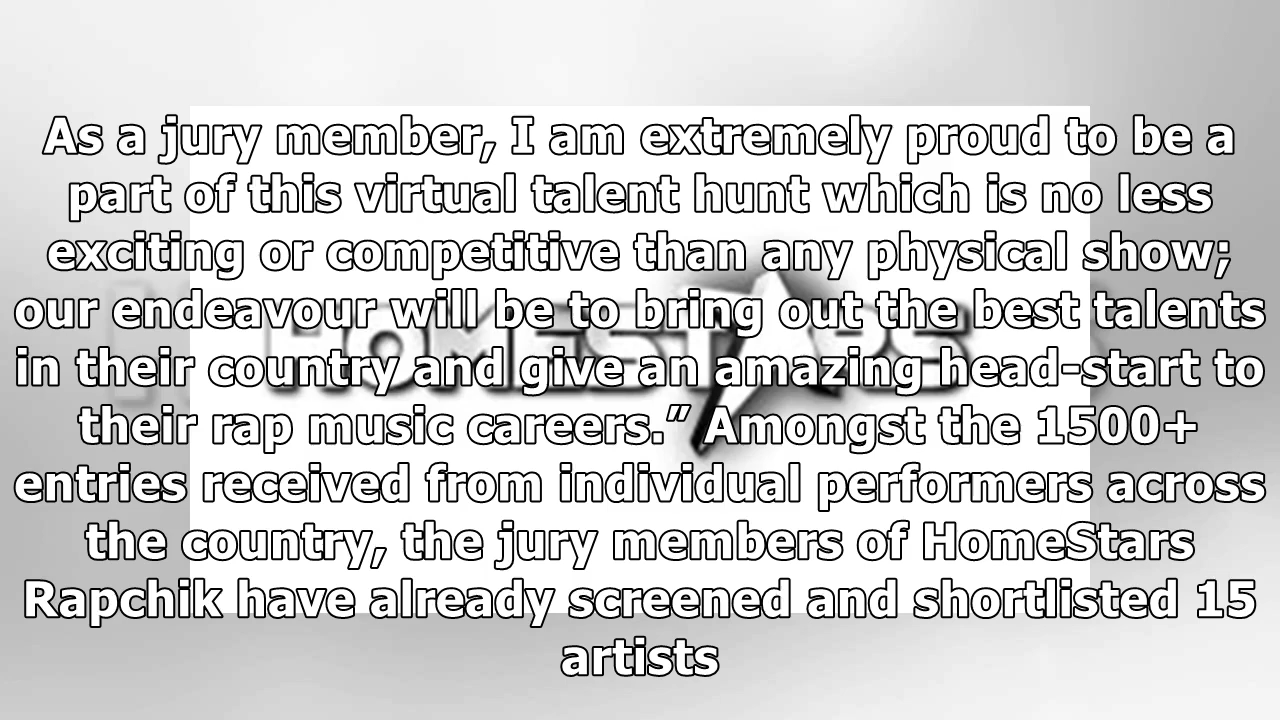 As a jury member, I am extremely proud to be a
part of this virtual talent hunt which is no less
exciting or competitive than any physical show;
our endeavour will be to bring out the best talents
in their country and give an amazing head-start to
their rap music careers.” Amongst the 1500+
entries received from individual performers across
the country, the jury members of HomeStars
Rapchik have already screened and shortlisted 15
artists
HOMESTARS